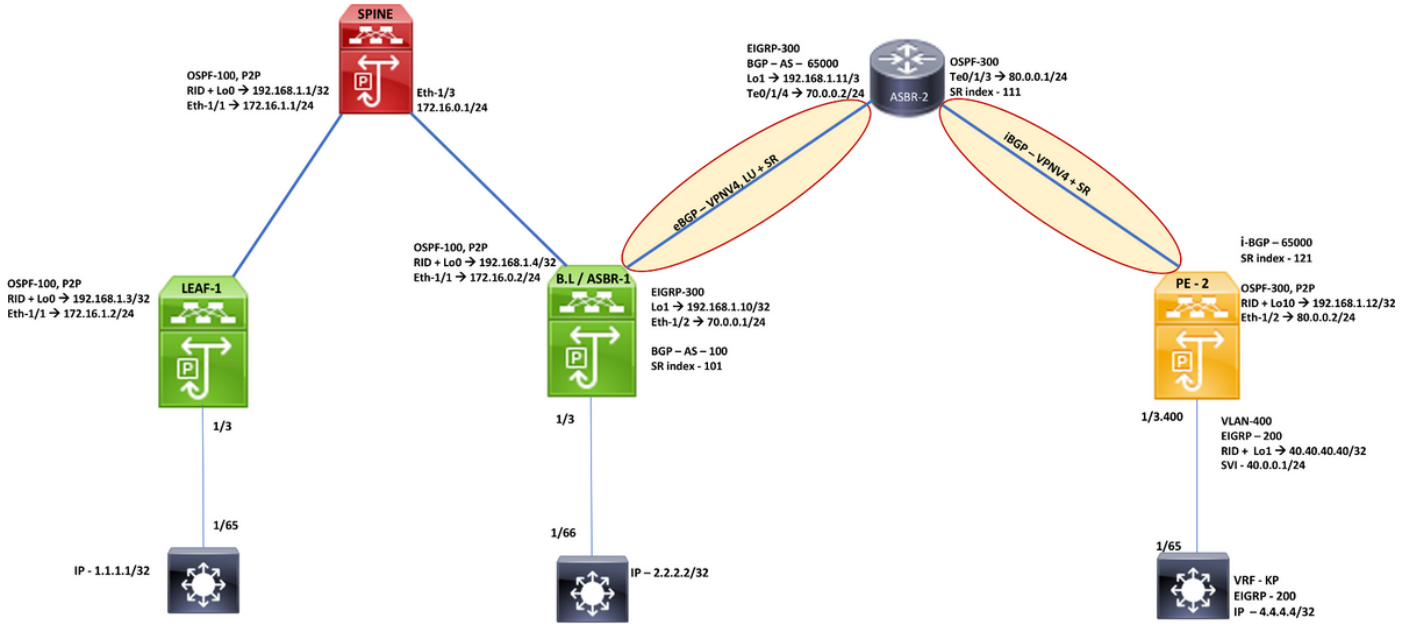 SPINE
OSPF-100, P2P
RID + Lo0 → 192.168.1.1/32
Eth-1/1 → 172.16.1.1/24
Eth-1/3
172.16.0.1/24
EIGRP-300
BGP – AS – 65000
Lo1 → 192.168.1.11/3
Te0/1/4 → 70.0.0.2/24
ASBR-2
OSPF-300
Te0/1/3 → 80.0.0.1/24
SR index - 111
eBGP – VPNV4, LU + SR
iBGP – VPNV4 + SR
OSPF-100, P2P
RID + Lo0 → 192.168.1.3/32
Eth-1/1 → 172.16.1.2/24
LEAF-1
P
P
OSPF-100, P2P
RID + Lo0 → 192.168.1.4/32
Eth-1/1 → 172.16.0.2/24
B.L / ASBR-1
P
EIGRP-300
Lo1 → 192.168.1.10/32
Eth-1/2 → 70.0.0.1/24
BGP – AS – 100
SR index - 101
i-BGP – 65000
SR index - 121
PE - 2
P
OSPF-300, P2P
RID + Lo10 → 192.168.1.12/32
Eth-1/2 → 80.0.0.2/24
1/3
1/3
1/3.400
VLAN-400
EIGRP – 200
RID + Lo1 → 40.40.40.40/32
SVI - 40.0.0.1/24
1/65
1/66
1/65
IP - 1.1.1.1/32
IP – 2.2.2.2/32
VRF - KP
EIGRP - 200
IP – 4.4.4.4/32